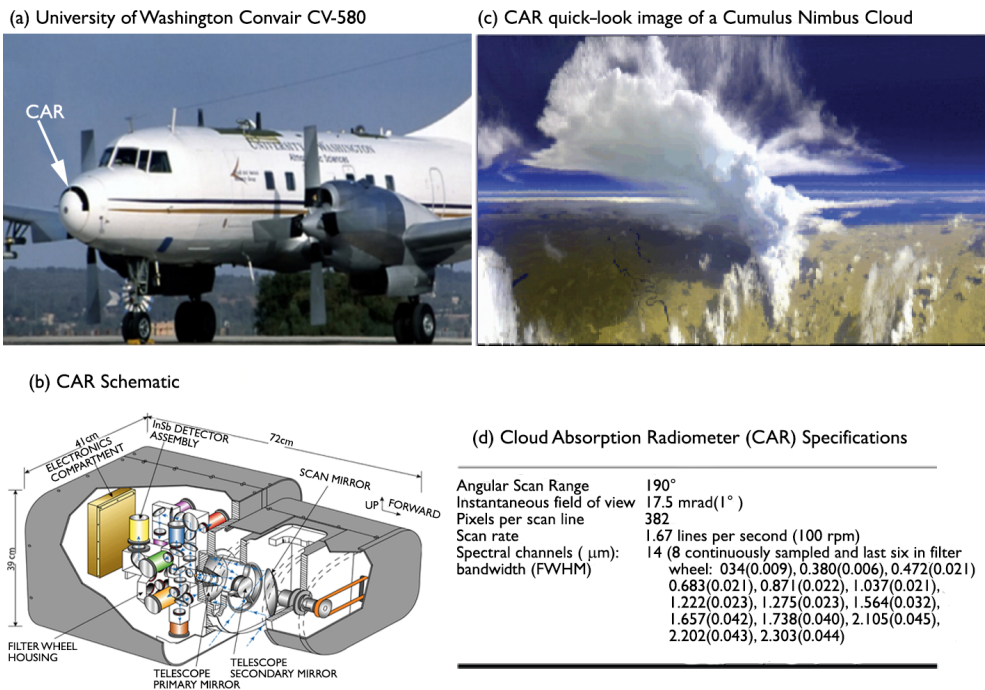 (a) University of Washington Convair CV-580
CAR
UNIVERSITY of WASHINGTON
Atmospheric Sciences
(c) CAR quick-look image of a Cumulus Nimbus Cloud
(b) CAR Schematic
41cm
72cm
39 cm
ELECTRONICS
COMPARTMENT
InSb DETECTOR
ASSEMBLY
SCAN MIRROR
UP
FORWARD
FILTER WHEEL
HOUSING
TELESCOPE
PRIMARY MIRROR
TELESCOPE
SECONDARY MIRROR
(d) Cloud Absorption Radiometer (CAR) Specifications
Angular Scan Range 190°
Instantaneous field of view 17.5 mrad(1° )
Pixels per scan line 382
Scan rate 1.67 lines per second (100 rpm)
Spectral channels ( μm): 14 (8 continuously sampled and last six in filter
bandwidth (FWHM) wheel: 034(0.009), 0.380(0.006), 0.472(0.021)
0.683(0.021), 0.871(0.022), 1.037(0.021),
1.222(0.023), 1.275(0.023), 1.564(0.032),
1.657(0.042), 1.738(0.040), 2.105(0.045),
2.202(0.043), 2.303(0.044)